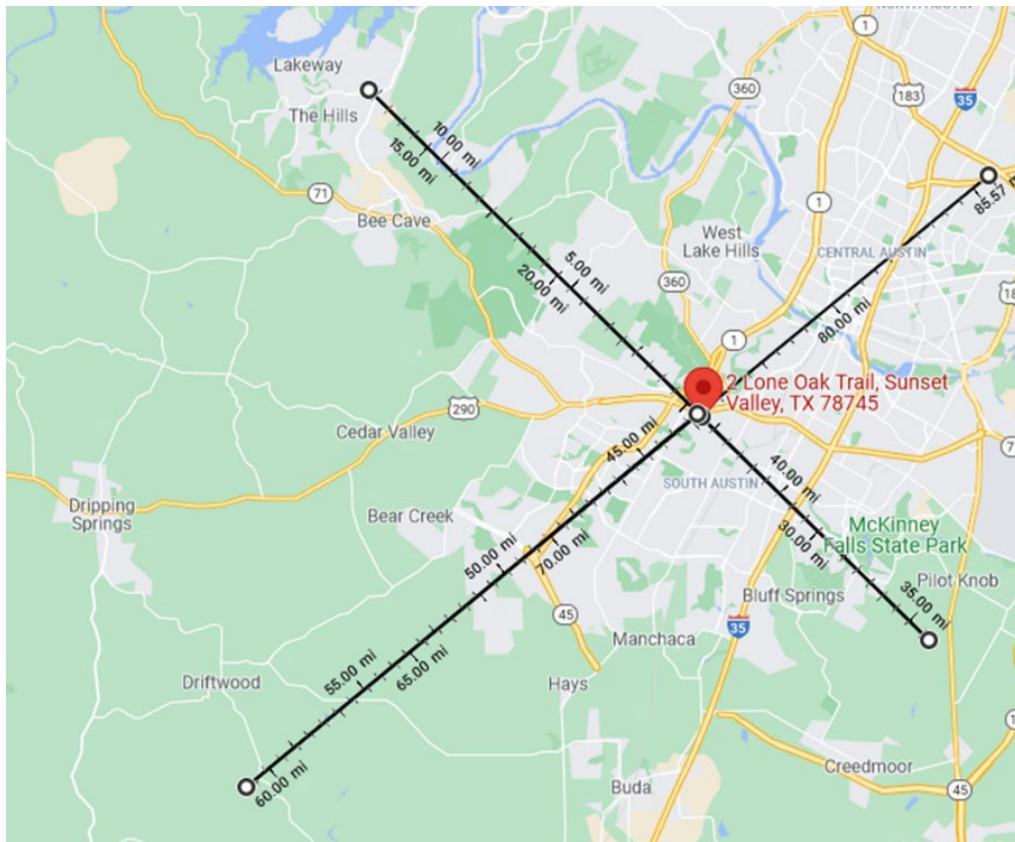 1
360
183
35
Lakeway
The Hills
10.00 mi
15.00 mi
71
Bee Cave
1
85.57
West
Lake Hills
CENTRAL AUSTIN
5.00 mi
20.00 mi
360
80.00 mi
1
2 Lone Oak Trail, Sunset
Valley, TX 78745
290
Cedar Valley
45.00 mi
40.00 mi
SOUTH AUSTIN
Dripping
Springs
Bear Creek
50.00 mi
70.00 mi
30.00 mi
McKinney
Falls State Park
Pilot Knob
35.00 mi
Bluff Springs
45
35
Manchaca
55.00 mi
65.00 mi
Driftwood
Hays
60.00 mi
Buda
Creedmoor
45